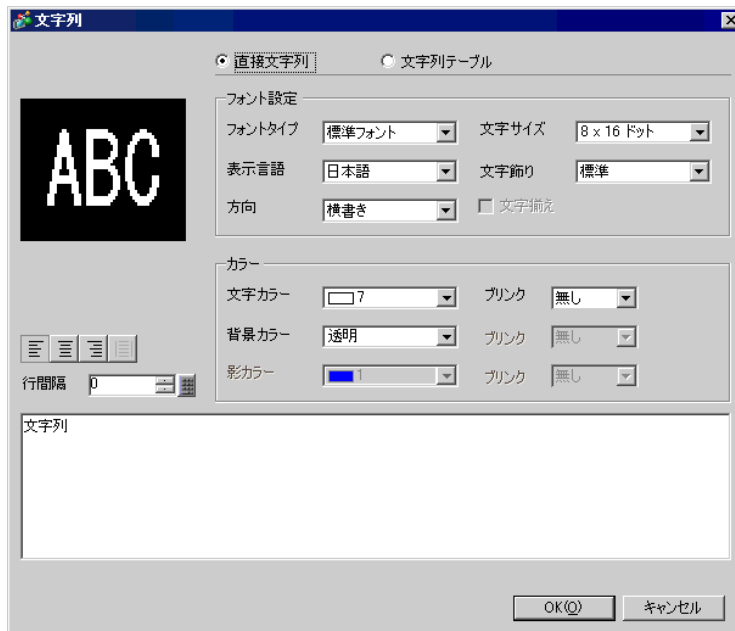 文字列
直接文字列 文字列テーブル
ABC
フォント設定
フォントタイプ 標準フォント 文字サイズ 8 x 16 ドット
表示言語 日本語 文字飾り 標準
方向 横書き 文字揃え
カラー
文字カラー 7 ブリンク 無し
背景カラー 透明 ブリンク 無し
影カラー 1 ブリンク 無し
行間隔 0
文字列
OK(O) キャンセル